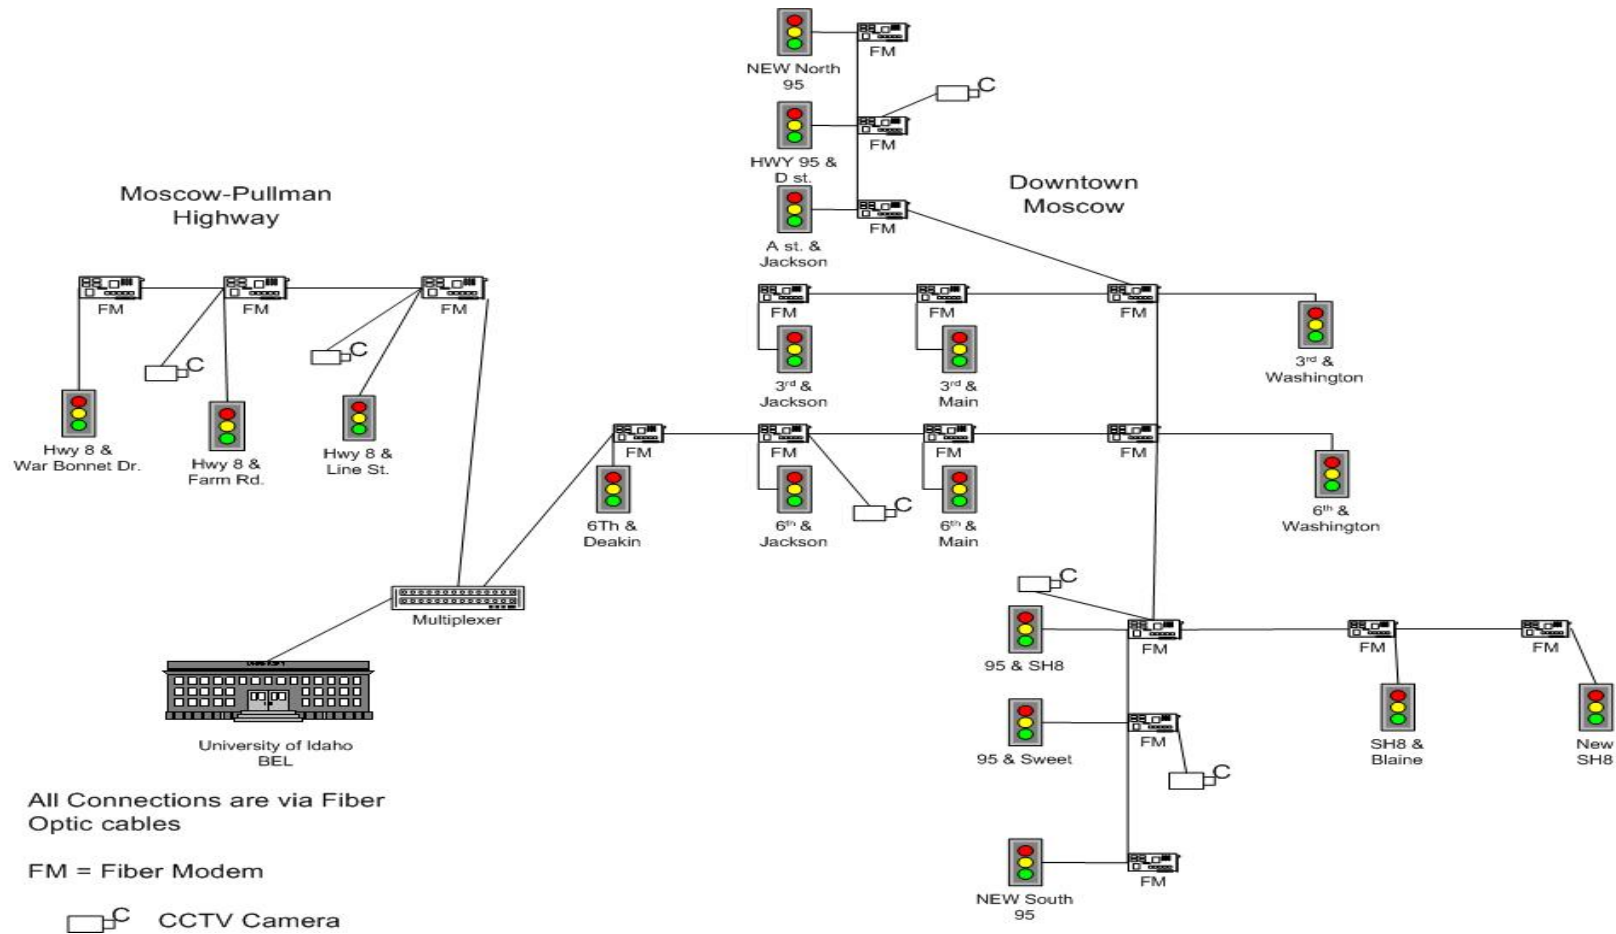 NEW North
95
FM
C
HWY 95 &
D st.
FM
A st. &
Jackson
FM
Moscow-Pullman
Highway
Downtown
Moscow
FM
FM
FM
C
C
Hwy 8 &
War Bonnet Dr.
Hwy 8 &
Farm Rd.
Hwy 8 &
Line St.
FM
FM
FM
3rd &
Jackson
3rd &
Main
3rd &
Washington
FM
FM
FM
FM
6Th &
Deakin
6th &
Jackson
C
6th &
Main
6th &
Washington
Multiplexer
University of Idaho
BEL
C
95 & SH8
FM
FM
FM
95 & Sweet
FM
C
SH8 &
Blaine
New
SH8
NEW South
95
FM
All Connections are via Fiber
Optic cables
FM = Fiber Modem
C CCTV Camera